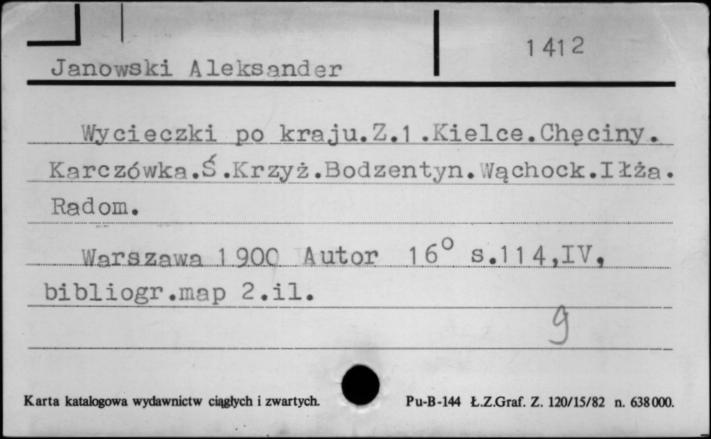 1412
Janowski Aleksander
Wycieczki po kraju.Z.1.Kielce.Chęciny.
Karczówka.Ś.Krzyż.Bodzentyn.Wąchock.Iłża.
Radom.
Warszawa 1900 Autor 16° s.114,IV,
bibliogr.map 2.il.
9
Karta katalogowa wydawnictw ciągłych i zwartych. Pu-B-144 Ł.Z.Graf. Z. 120/15/82 n. 638000.